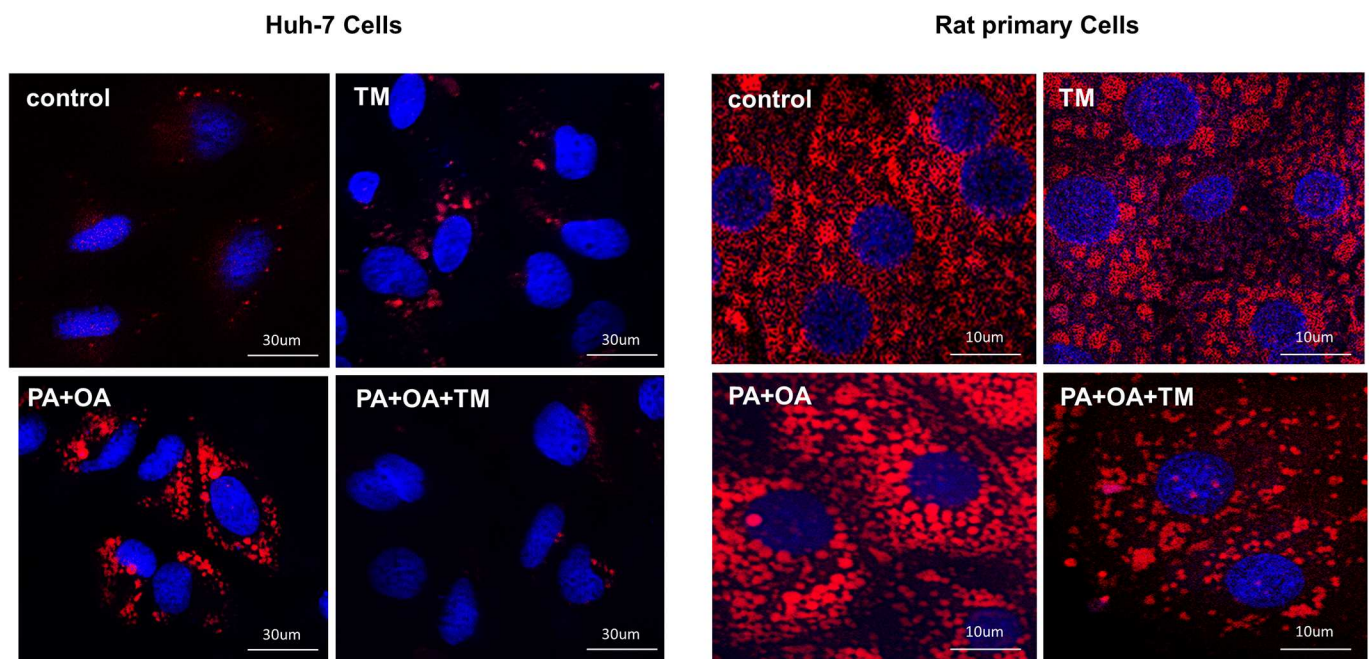 Huh-7 Cells
Rat primary Cells
control
TM
30um
30um
PA+OA
PA+OA+TM
30um
30um
control
TM
10um
10um
PA+OA
PA+OA+TM
10um
10um